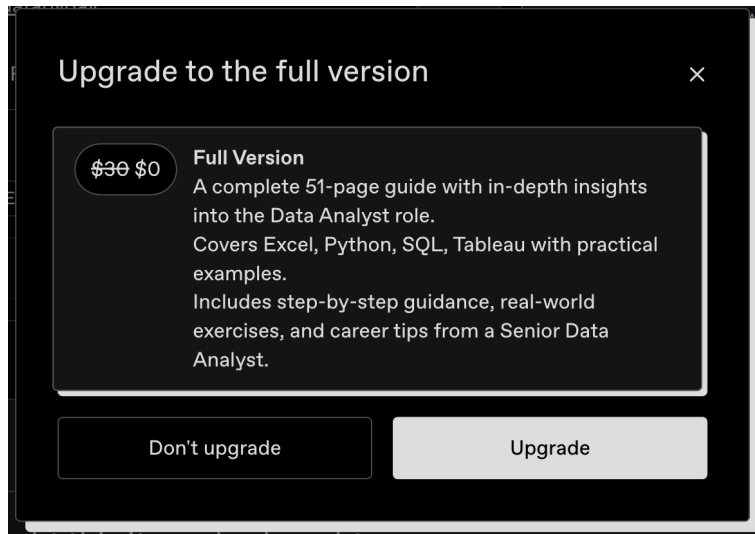 Upgrade to the full version
$30 $0
Full Version
A complete 51-page guide with in-depth insights
into the Data Analyst role.
Covers Excel, Python, SQL, Tableau with practical
examples.
Includes step-by-step guidance, real-world
exercises, and career tips from a Senior Data
Analyst.
Don't upgrade
Upgrade